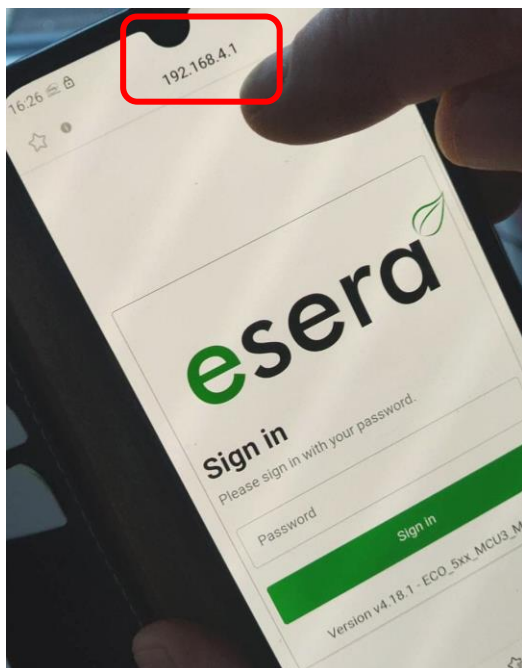 192.168.4.1
16:26
esera
Sign in
Please sign in with your password.
Password
Sign in
Version v4.18.1 - ECO_5xx_MCU3_M